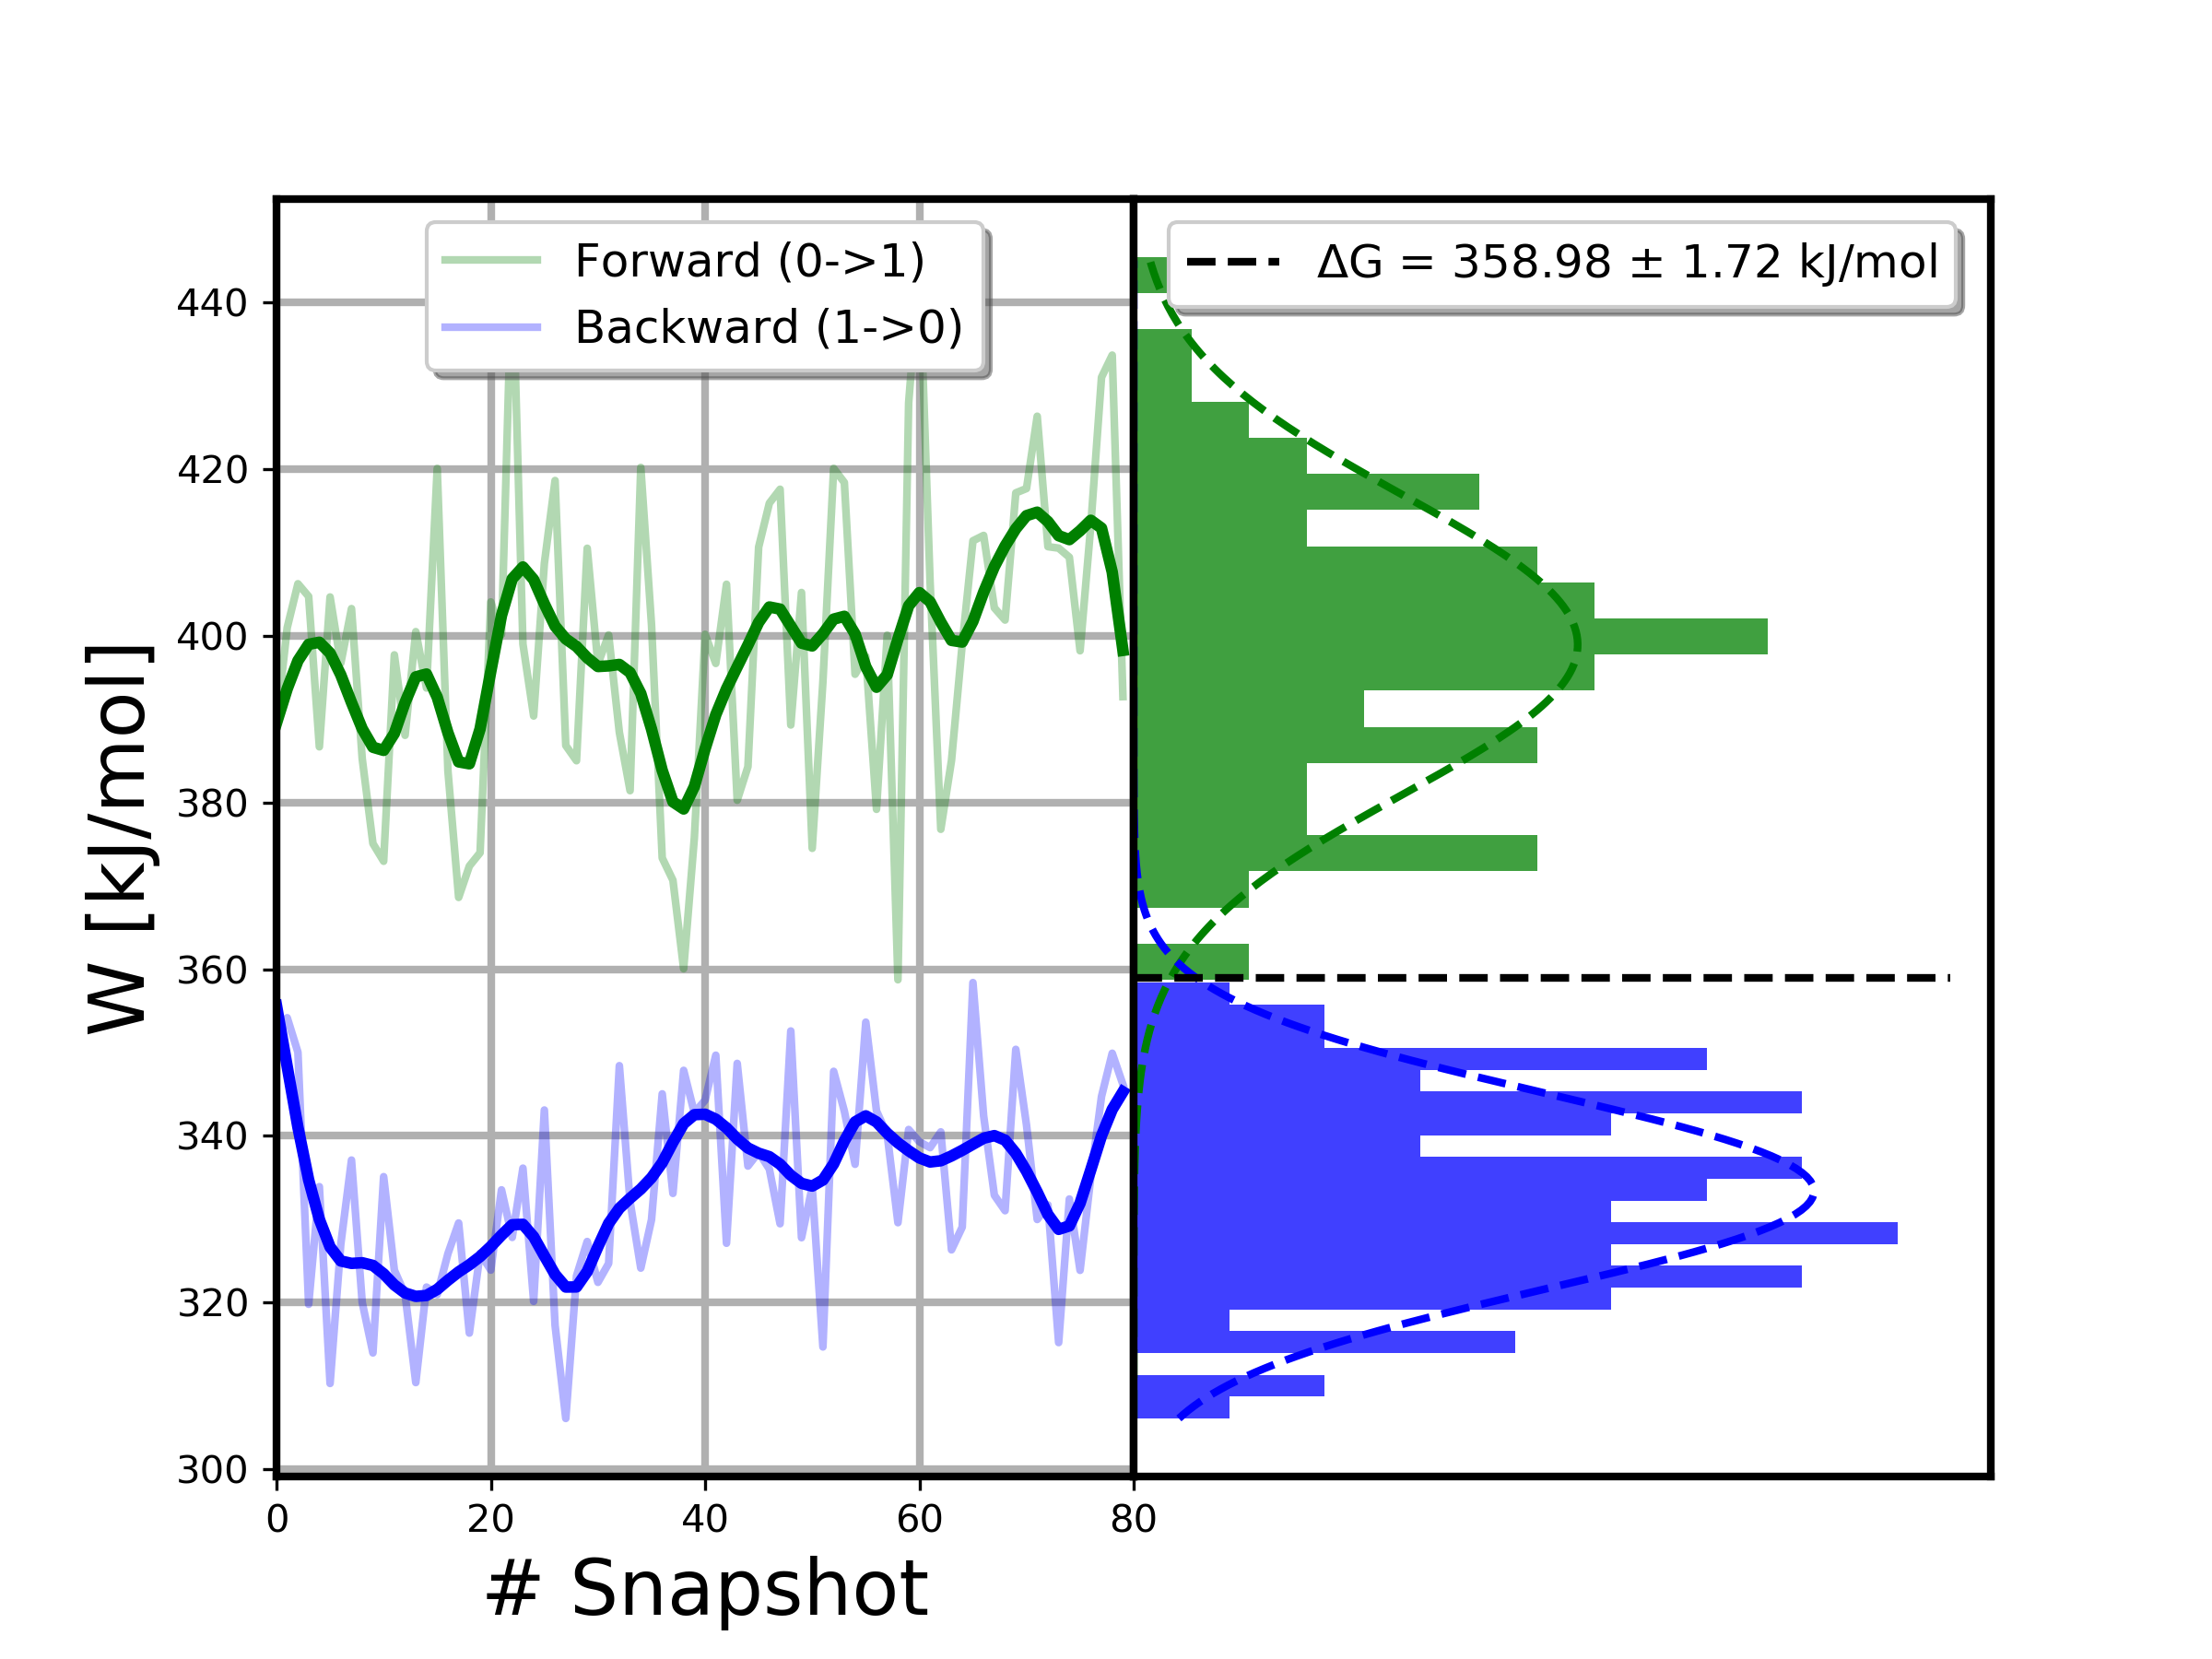 Forward (0->1)
Backward (1->0)
ΔG = 358.98 ± 1.72 kJ/mol
W [kJ/mol]
440
420
400
380
360
340
320
300
0 20 40 60 80
# Snapshot